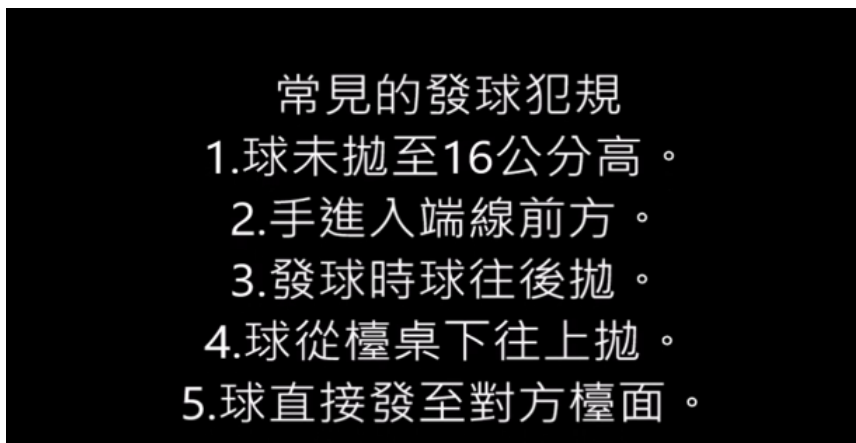 常見的發球犯規
1.球未拋至16公分高。
2.手進入端線前方。
3.發球時球往後拋。
4.球從檯桌下往上拋。
5.球直接發至對方檯面。